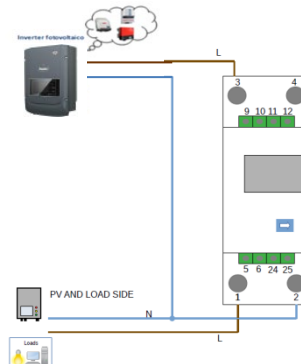 Inverter fotovoltaico
L
3 4
9 10 11 12
5 6 24 25
PV AND LOAD SIDE
1 2
N
L
Loads